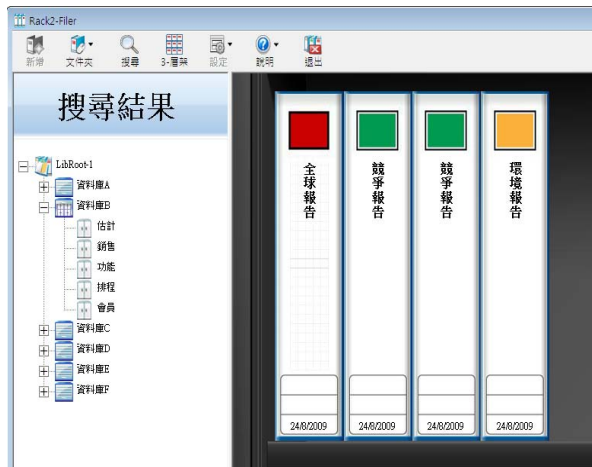 Rack2-Filer
新增 文件夾 搜尋 3-層架 設定 說明 退出
搜尋結果
LibRoot-1
資料庫A
資料庫B
估計
銷售
功能
排程
會員
資料庫C
資料庫D
資料庫E
資料庫F
全球報告
競爭報告
競爭報告
環境報告
24/8/2009
24/8/2009
24/8/2009
24/8/2009